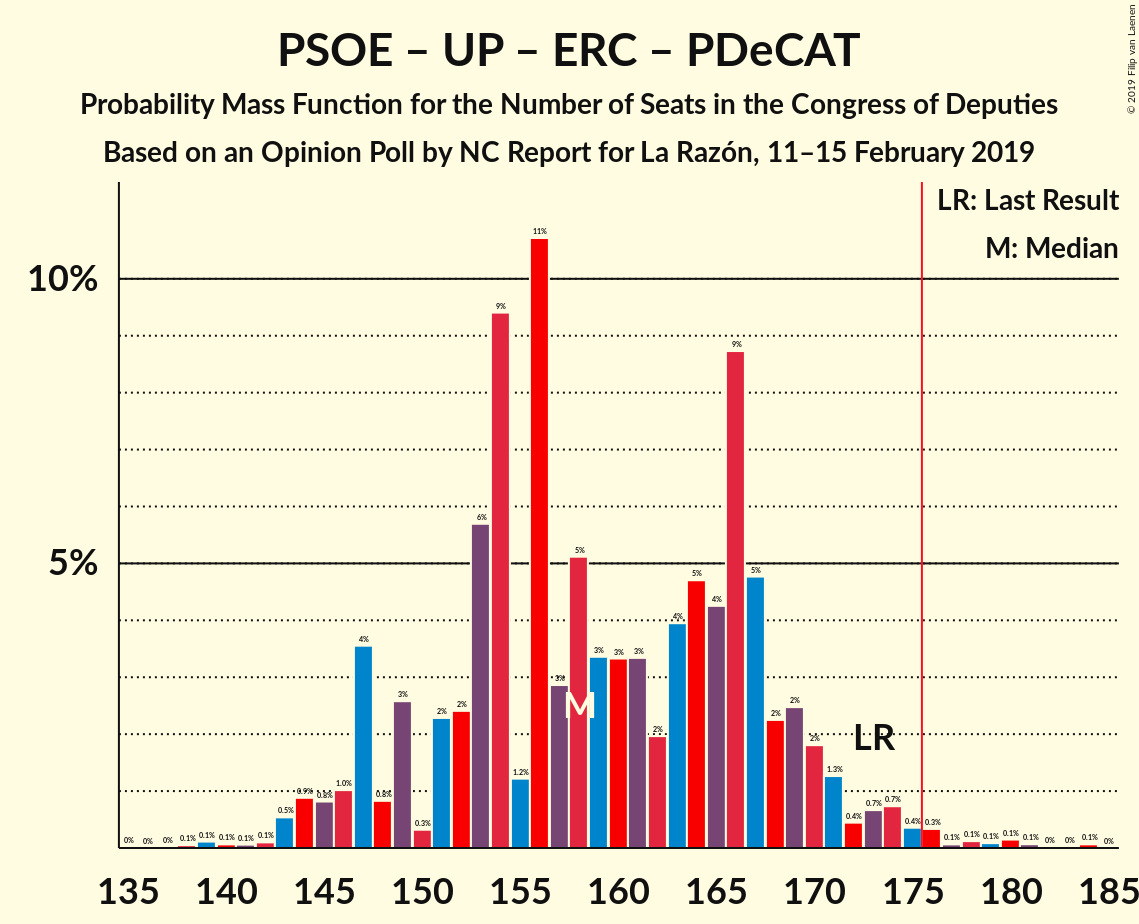 PSOE – UP – ERC – PDeCAT
Probability Mass Function for the Number of Seats in the Congress of Deputies
Based on an Opinion Poll by NC Report for La Razón, 11–15 February 2019
© 2019 Filip van Laenen
LR: Last Result
M: Median
10%
5%
0% 0% 0% 0.1% 0.1% 0.1% 0.1% 0.1% 0.5% 0.9% 0.8% 1.0% 4% 0.8% 3% 0.3% 2% 2% 6% 9% 1.2% 11% 3% 5% 3% 3% 3% 2% 4% 5% 4% 9% 5% 2% 2% 2% 1.3% 0.4% 0.7% 0.7% 0.4% 0.3% 0.1% 0.1% 0.1% 0.1% 0.1% 0% 0% 0.1% 0%
M
LR
135 140 145 150 155 160 165 170 175 180 185